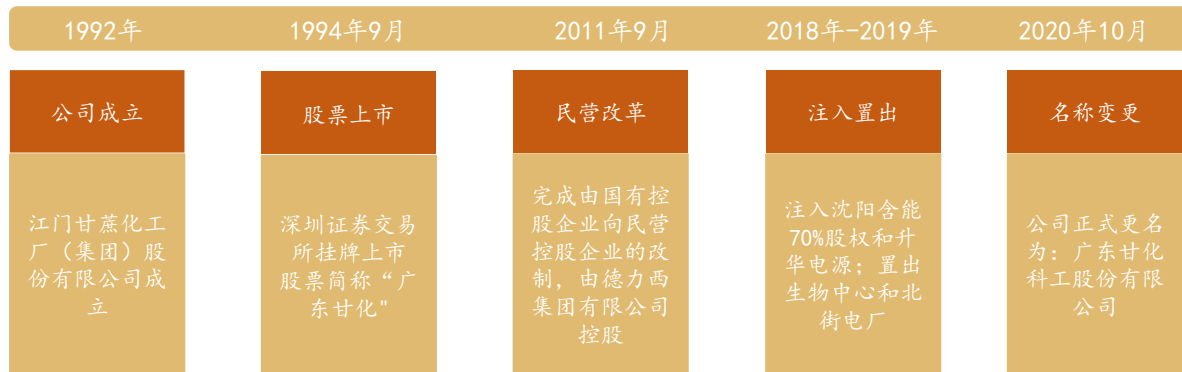 1992年
1994年9月
2011年9月
2018年-2019年
2020年10月
公司成立
股票上市
民营改革
注入置出
名称变更
江门甘蔗化工
厂（集团）股
份有限公司成
立
深圳证券交易
所挂牌上市
股票简称“广
东甘化"
完成由国有控
股企业向民营
控股企业的改
制，由德力西
集团有限公司
控股
注入沈阳含能
70%股权和升
华电源；置出
生物中心和北
街电厂
公司正式更名
为：广东甘化
科工股份有限
公司